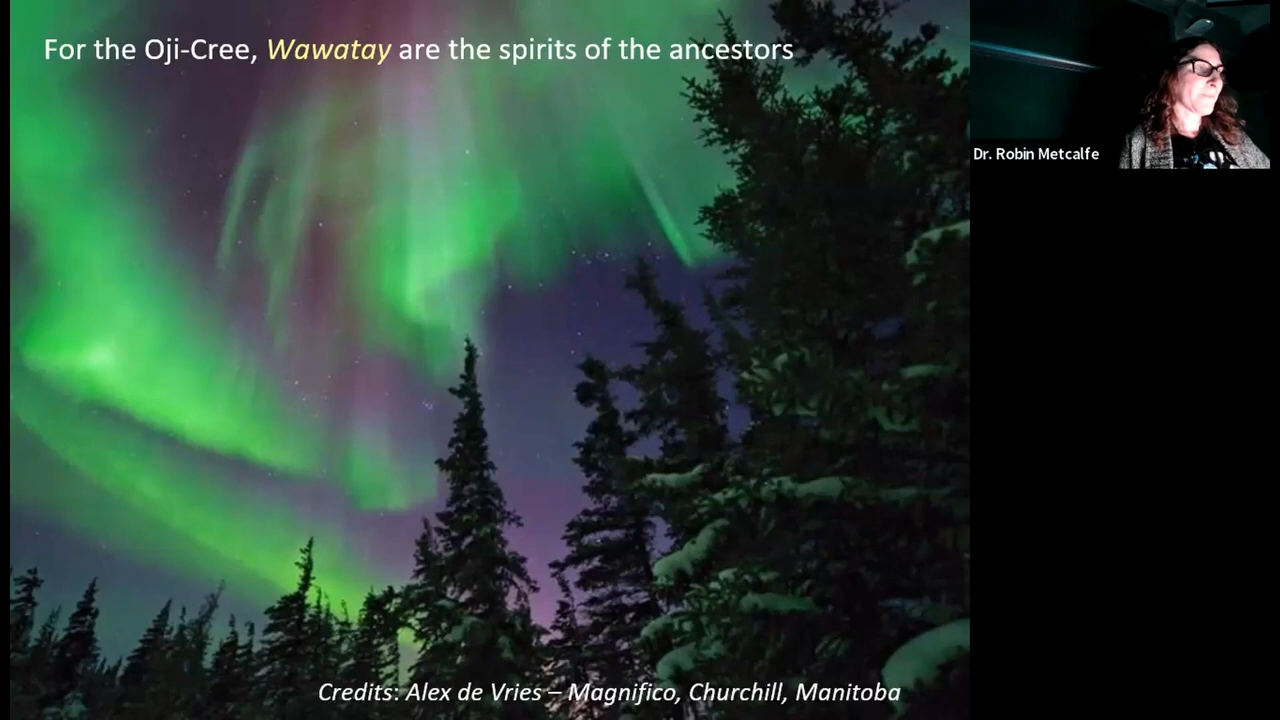 For the Oji-Cree, Wawatay are the spirits of the ancestors
Dr. Robin Metcalfe
Credits: Alex de Vries – Magnifico, Churchill, Manitoba